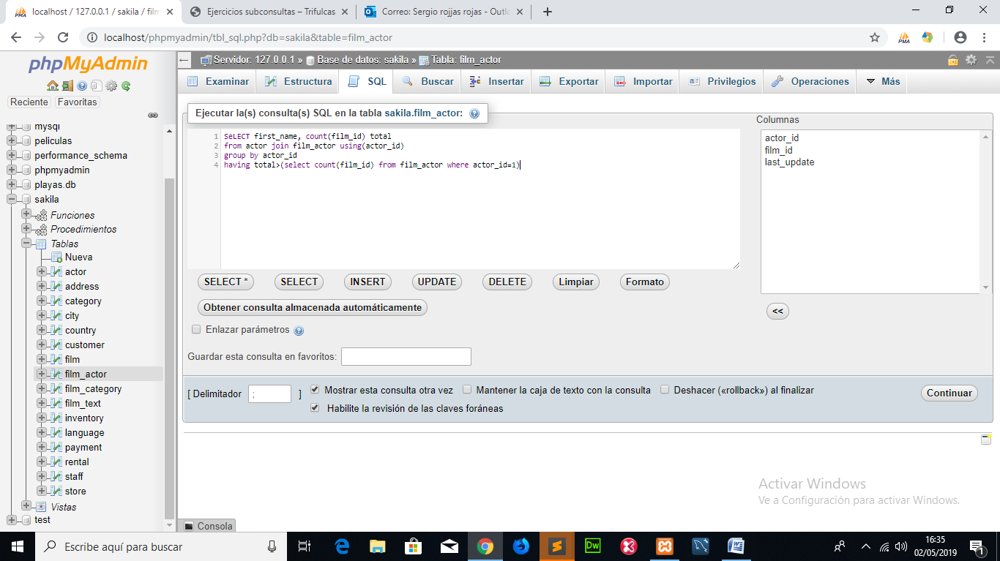 localhost / 127.0.0.1 / sakila / film
Ejercicios subconsultas – Trifulcas
Correo: Sergio rojjas rojas - Outlo
localhost/phpmyadmin/tbl_sql.php?db=sakila&table=film_actor
phpMyAdmin
Reciente Favoritas
mysql
peliculas
performance_schema
phpmyadmin
playas.db
sakila
Funciones
Procedimientos
Tablas
Nueva
actor
address
category
city
country
customer
film
film_actor
film_category
film_text
inventory
language
payment
rental
staff
store
Vistas
test
Servidor: 127.0.0.1 » Base de datos: sakila » Tabla: film_actor
Examinar Estructura SQL Buscar Insertar Exportar Importar Privilegios Operaciones Más
Ejecutar la(s) consulta(s) SQL en la tabla sakila.film_actor:
1 SeLECT first_name, count(film_id) total
2 from actor join film_actor using(actor_id)
3 group by actor_id
4 having total>(select count(film_id) from film_actor where actor_id=1)
Columnas
actor_id
film_id
last_update
SELECT * SELECT INSERT UPDATE DELETE Limpiar Formato
Obtener consulta almacenada automáticamente
<<
Enlazar parámetros
Guardar esta consulta en favoritos:
[ Delimitador ; ] Mostrar esta consulta otra vez Mantener la caja de texto con la consulta Deshacer («rollback») al finalizar
Habilite la revisión de las claves foráneas
Continuar
Activar Windows
Ve a Configuración para activar Windows.
Consola
Escribe aquí para buscar
16:35
02/05/2019